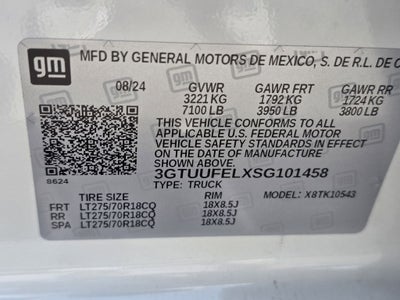 gm
MFD BY GENERAL MOTORS DE MEXICO, S. DE R.L. DE C
08/24 GVWR GAWR FRT GAWR RR
3221 KG 1792 KG 1724 KG
7100 LB 3950 LB 3800 LB
THIS VEHICLE CONFORMS TO ALL
APPLICABLE U.S. FEDERAL MOTOR
VEHICLE SAFETY STANDARDS IN EFFECT
ON THE DATE OF MANUFACTURE SHOWN ABOVE.
3GTUUFELXSG101458
8624
TYPE: TRUCK MODEL: X8TK10543
TIRE SIZE RIM
FRT LT275/70R18CQ 18X8.5J
RR LT275/70R18CQ 18X8.5J
SPA LT275/70R18CQ 18X8.5J